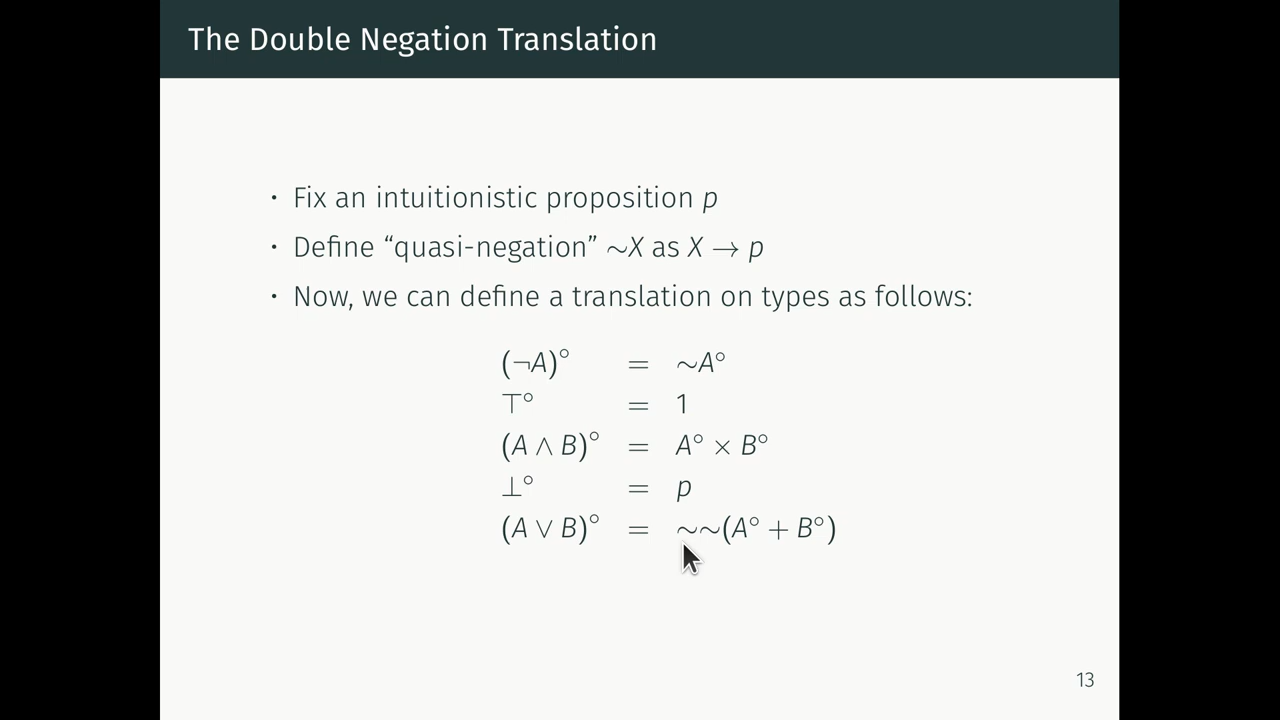 The Double Negation Translation
· Fix an intuitionistic proposition p
· Define “quasi-negation” ∼X as X → p
· Now, we can define a translation on types as follows:
(¬A)° = ∼A°
⊤° = 1
(A ∧ B)° = A° × B°
⊥° = p
(A ∨ B)° = ∼∼(A° + B°)
13